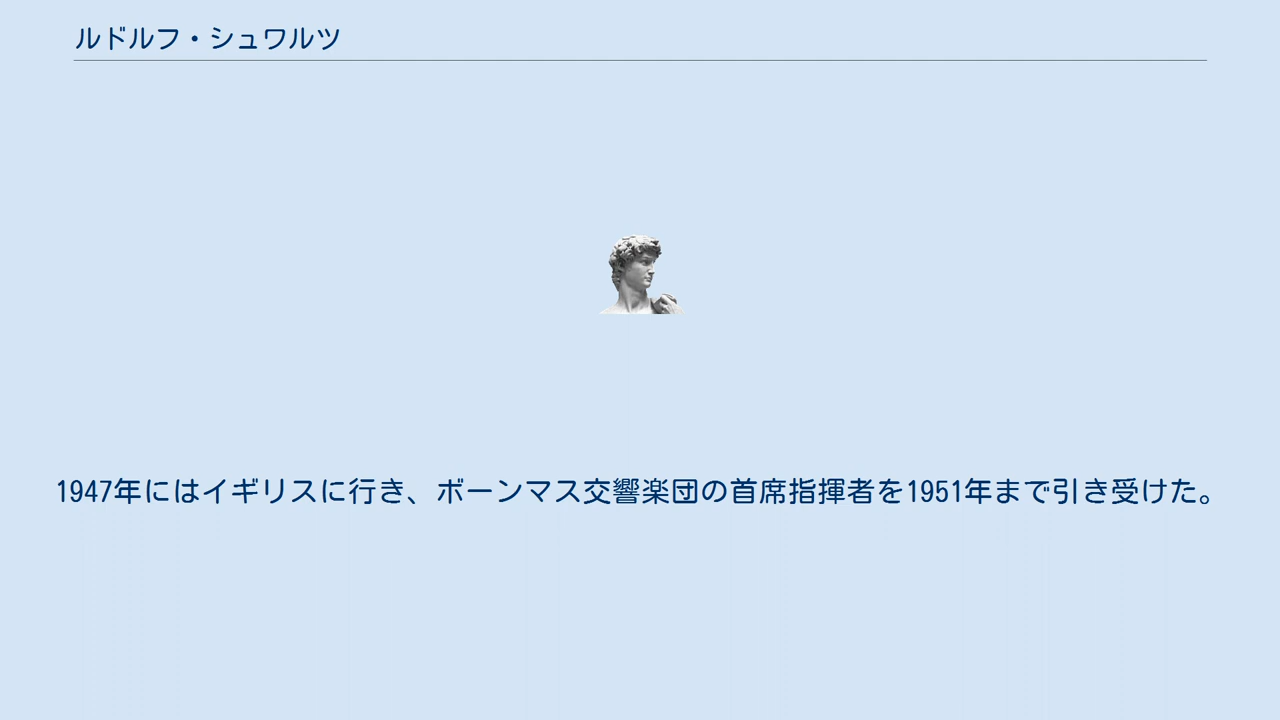 ルドルフ・シュワルツ
1947年にはイギリスに行き、ボーンマス交響楽団の首席指揮者を1951年まで引き受けた。